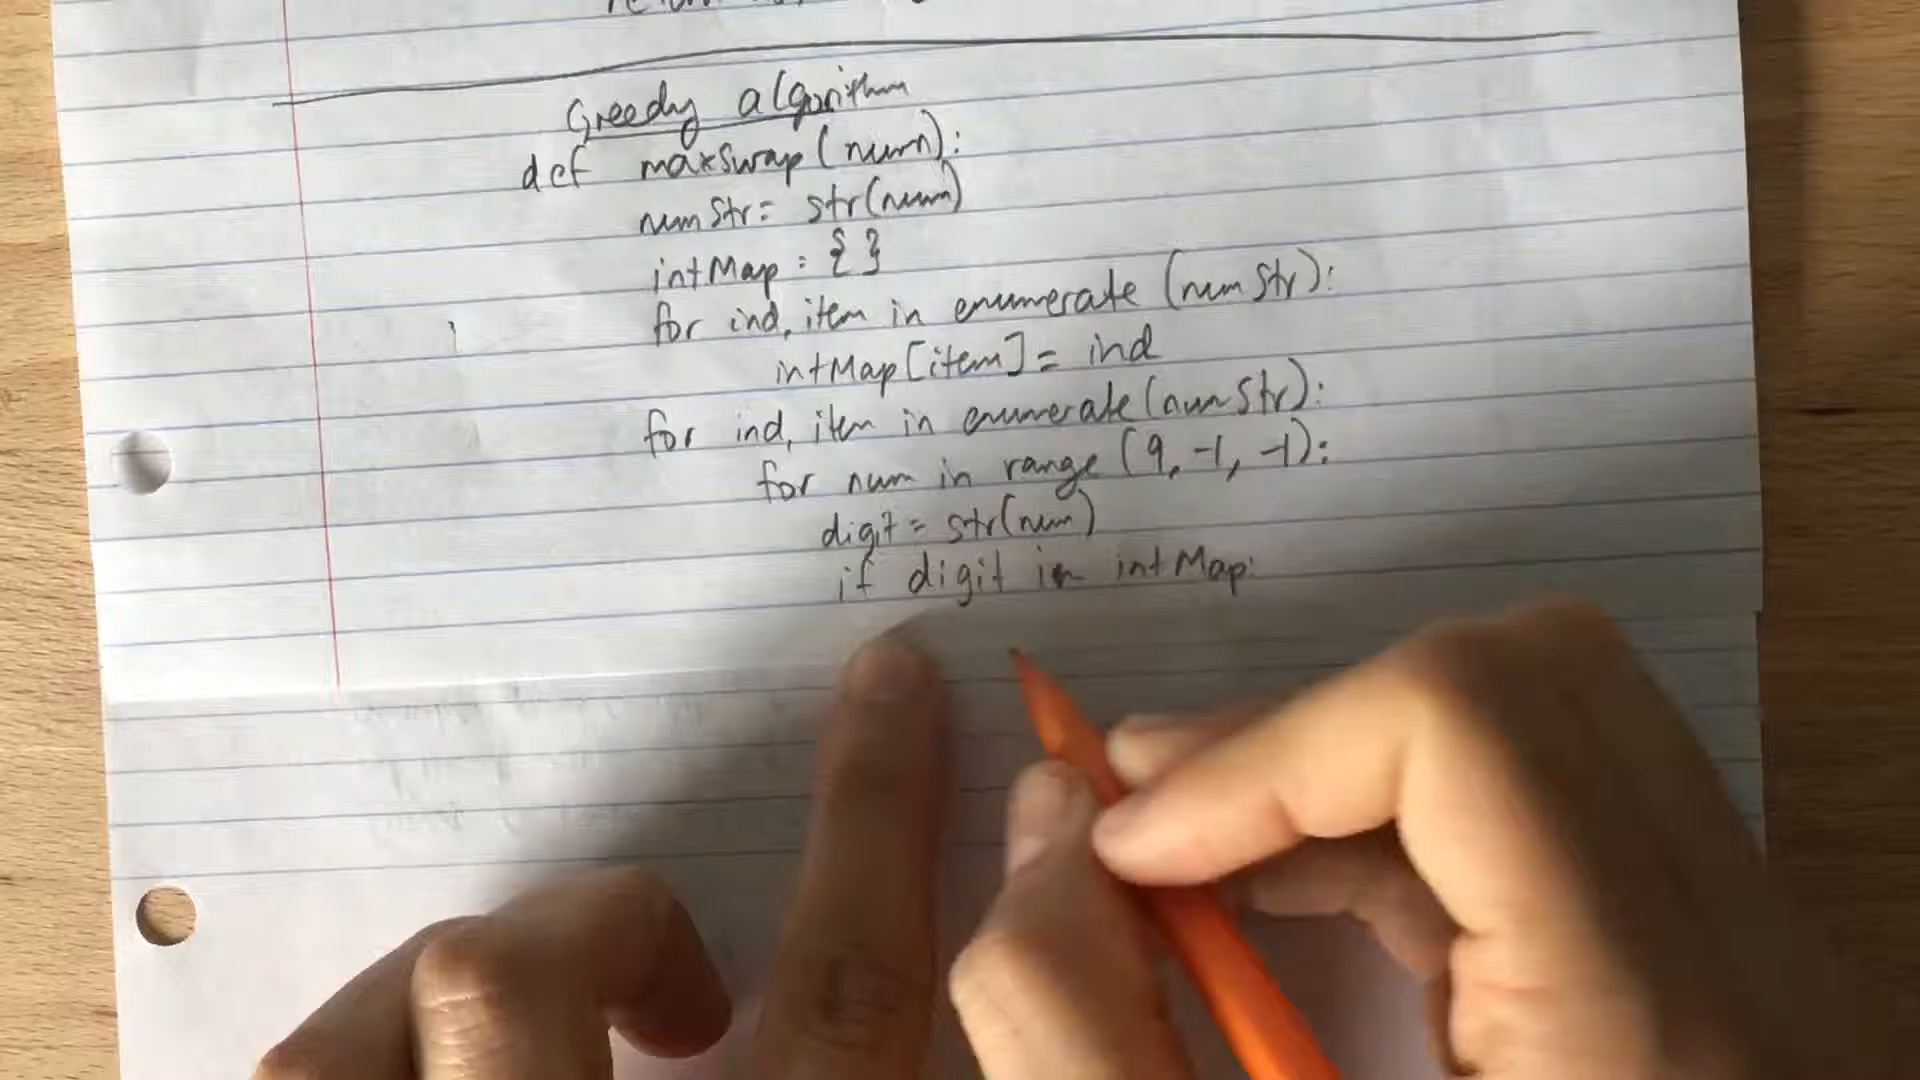 Greedy algorithm
def maxswap(num):
numStr = str(num)
intMap = { }
for ind, item in enumerate (numStr):
intMap[item] = ind
for ind, item in enumerate(numStr):
for num in range (9, -1, -1):
digit = str(num)
if digit in intMap: